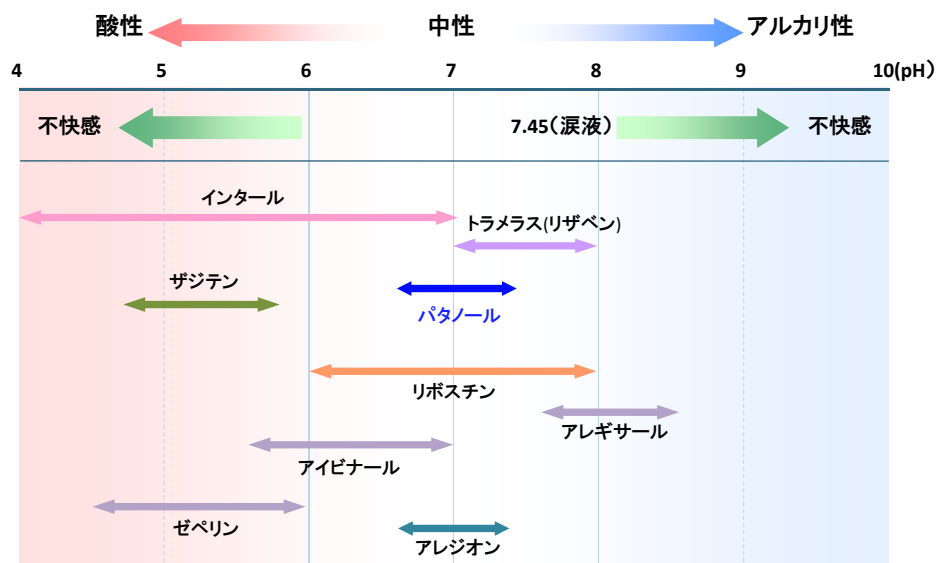 酸性 中性 アルカリ性
4 5 6 7 8 9 10(pH)
不快感 7.45(涙液) 不快感
インタール
トラメラス(リザベン)
ザジテン
パタノール
リボスチン
アレギサール
アイビナール
ゼペリン
アレジオン